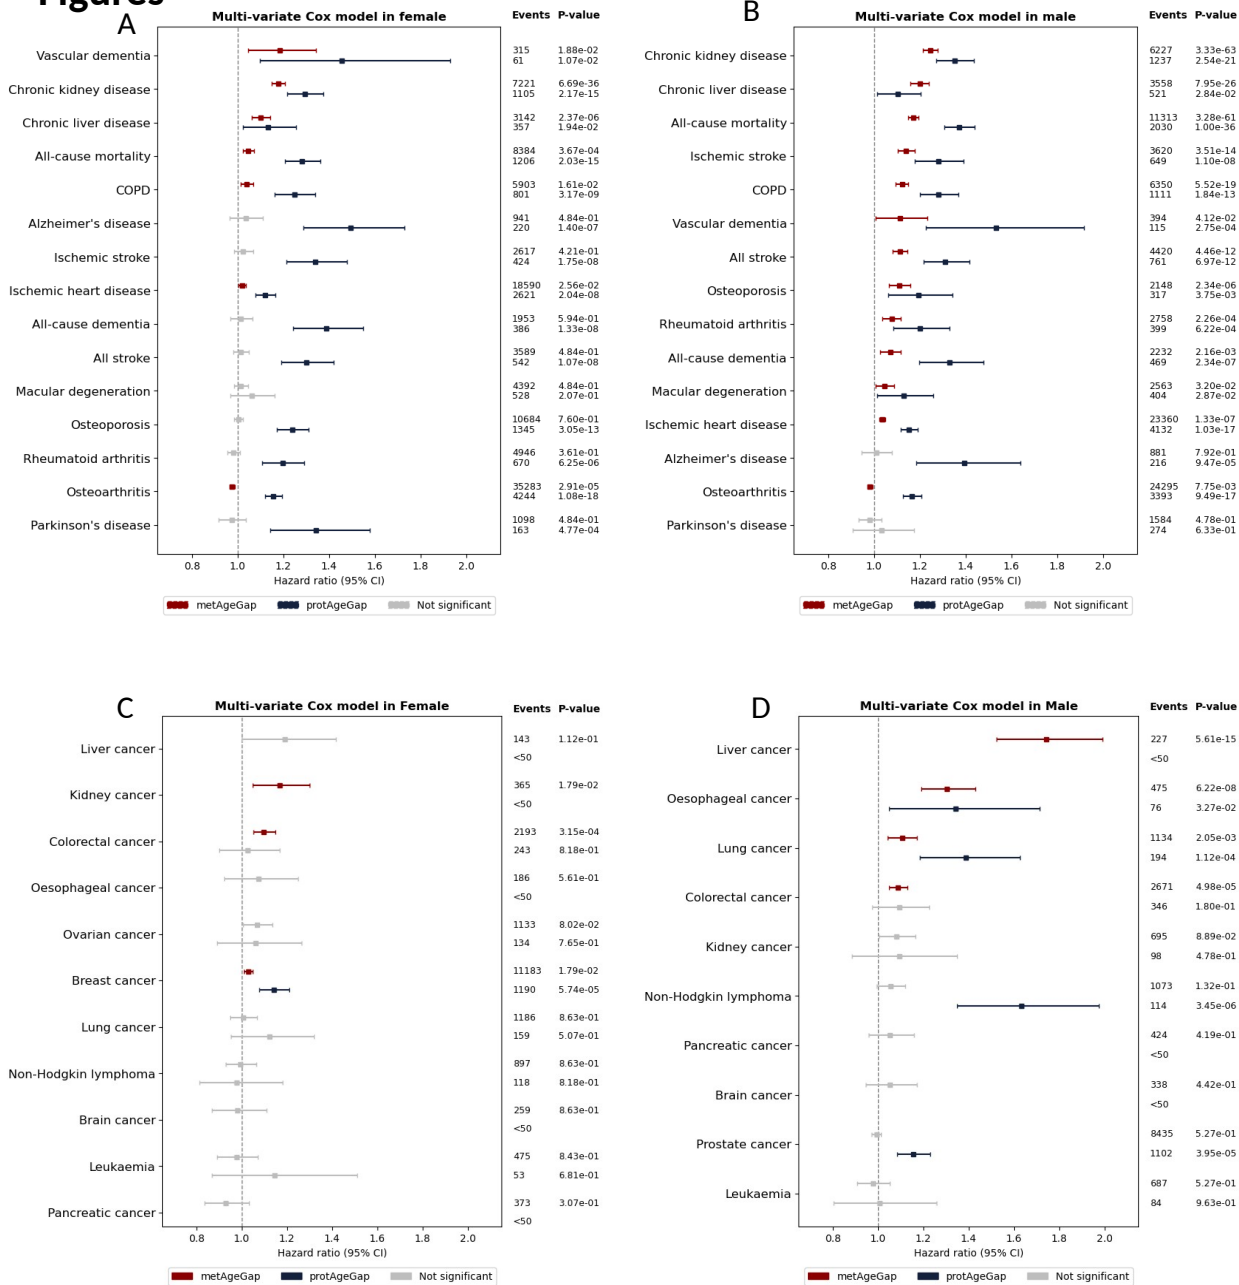 Figures
A
Multi-variate Cox model in female
Events P-value
Vascular dementia
315 1.88e-02
61 1.07e-02
Chronic kidney disease
7221 6.69e-36
1105 2.17e-15
Chronic liver disease
3142 2.37e-06
357 1.94e-02
All-cause mortality
8384 3.67e-04
1206 2.03e-15
COPD
5903 1.61e-02
801 3.17e-09
Alzheimer's disease
941 4.84e-01
220 1.40e-07
Ischemic stroke
2617 4.21e-01
424 1.75e-08
Ischemic heart disease
18590 2.56e-02
2621 2.04e-08
All-cause dementia
1953 5.94e-01
386 1.33e-08
All stroke
3589 4.84e-01
542 1.07e-08
Macular degeneration
4392 4.84e-01
528 2.07e-01
Osteoporosis
10684 7.60e-01
1345 3.05e-13
Rheumatoid arthritis
4946 3.61e-01
670 6.25e-06
Osteoarthritis
35283 2.91e-05
4244 1.08e-18
Parkinson's disease
1098 4.84e-01
163 4.77e-04
0.8 1.0 1.2 1.4 1.6 1.8 2.0
Hazard ratio (95% CI)
metAgeGap protAgeGap Not significant
B
Multi-variate Cox model in male
Events P-value
Chronic kidney disease
6227 3.33e-63
1237 2.54e-21
Chronic liver disease
3558 7.95e-26
521 2.84e-02
All-cause mortality
11313 3.28e-61
2030 1.00e-36
Ischemic stroke
3620 3.51e-14
649 1.10e-08
COPD
6350 5.52e-19
1111 1.84e-13
Vascular dementia
394 4.12e-02
115 2.75e-04
All stroke
4420 4.46e-12
761 6.97e-12
Osteoporosis
2148 2.34e-06
317 3.75e-03
Rheumatoid arthritis
2758 2.26e-04
399 6.22e-04
All-cause dementia
2232 2.16e-03
469 2.34e-07
Macular degeneration
2563 3.20e-02
404 2.87e-02
Ischemic heart disease
23360 1.33e-07
4132 1.03e-17
Alzheimer's disease
881 7.92e-01
216 9.47e-05
Osteoarthritis
24295 7.75e-03
3393 9.49e-17
Parkinson's disease
1584 4.78e-01
274 6.33e-01
0.8 1.0 1.2 1.4 1.6 1.8 2.0
Hazard ratio (95% CI)
metAgeGap protAgeGap Not significant
C
Multi-variate Cox model in Female
Events P-value
Liver cancer
143 1.12e-01
<50
Kidney cancer
365 1.79e-02
<50
Colorectal cancer
2193 3.15e-04
243 8.18e-01
Oesophageal cancer
186 5.61e-01
<50
Ovarian cancer
1133 8.02e-02
134 7.65e-01
Breast cancer
11183 1.79e-02
1190 5.74e-05
Lung cancer
1186 8.63e-01
159 5.07e-01
Non-Hodgkin lymphoma
897 8.63e-01
118 8.18e-01
Brain cancer
259 8.63e-01
<50
Leukaemia
475 8.43e-01
53 6.81e-01
Pancreatic cancer
373 3.07e-01
<50
0.8 1.0 1.2 1.4 1.6 1.8 2.0
Hazard ratio (95% CI)
metAgeGap protAgeGap Not significant
D
Multi-variate Cox model in Male
Events P-value
Liver cancer
227 5.61e-15
<50
Oesophageal cancer
475 6.22e-08
76 3.27e-02
Lung cancer
1134 2.05e-03
194 1.12e-04
Colorectal cancer
2671 4.98e-05
346 1.80e-01
Kidney cancer
695 8.89e-02
98 4.78e-01
Non-Hodgkin lymphoma
1073 1.32e-01
114 3.45e-06
Pancreatic cancer
424 4.19e-01
<50
Brain cancer
338 4.42e-01
<50
Prostate cancer
8435 5.27e-01
1102 3.95e-05
Leukaemia
687 5.27e-01
84 9.63e-01
0.8 1.0 1.2 1.4 1.6 1.8 2.0
Hazard ratio (95% CI)
metAgeGap protAgeGap Not significant